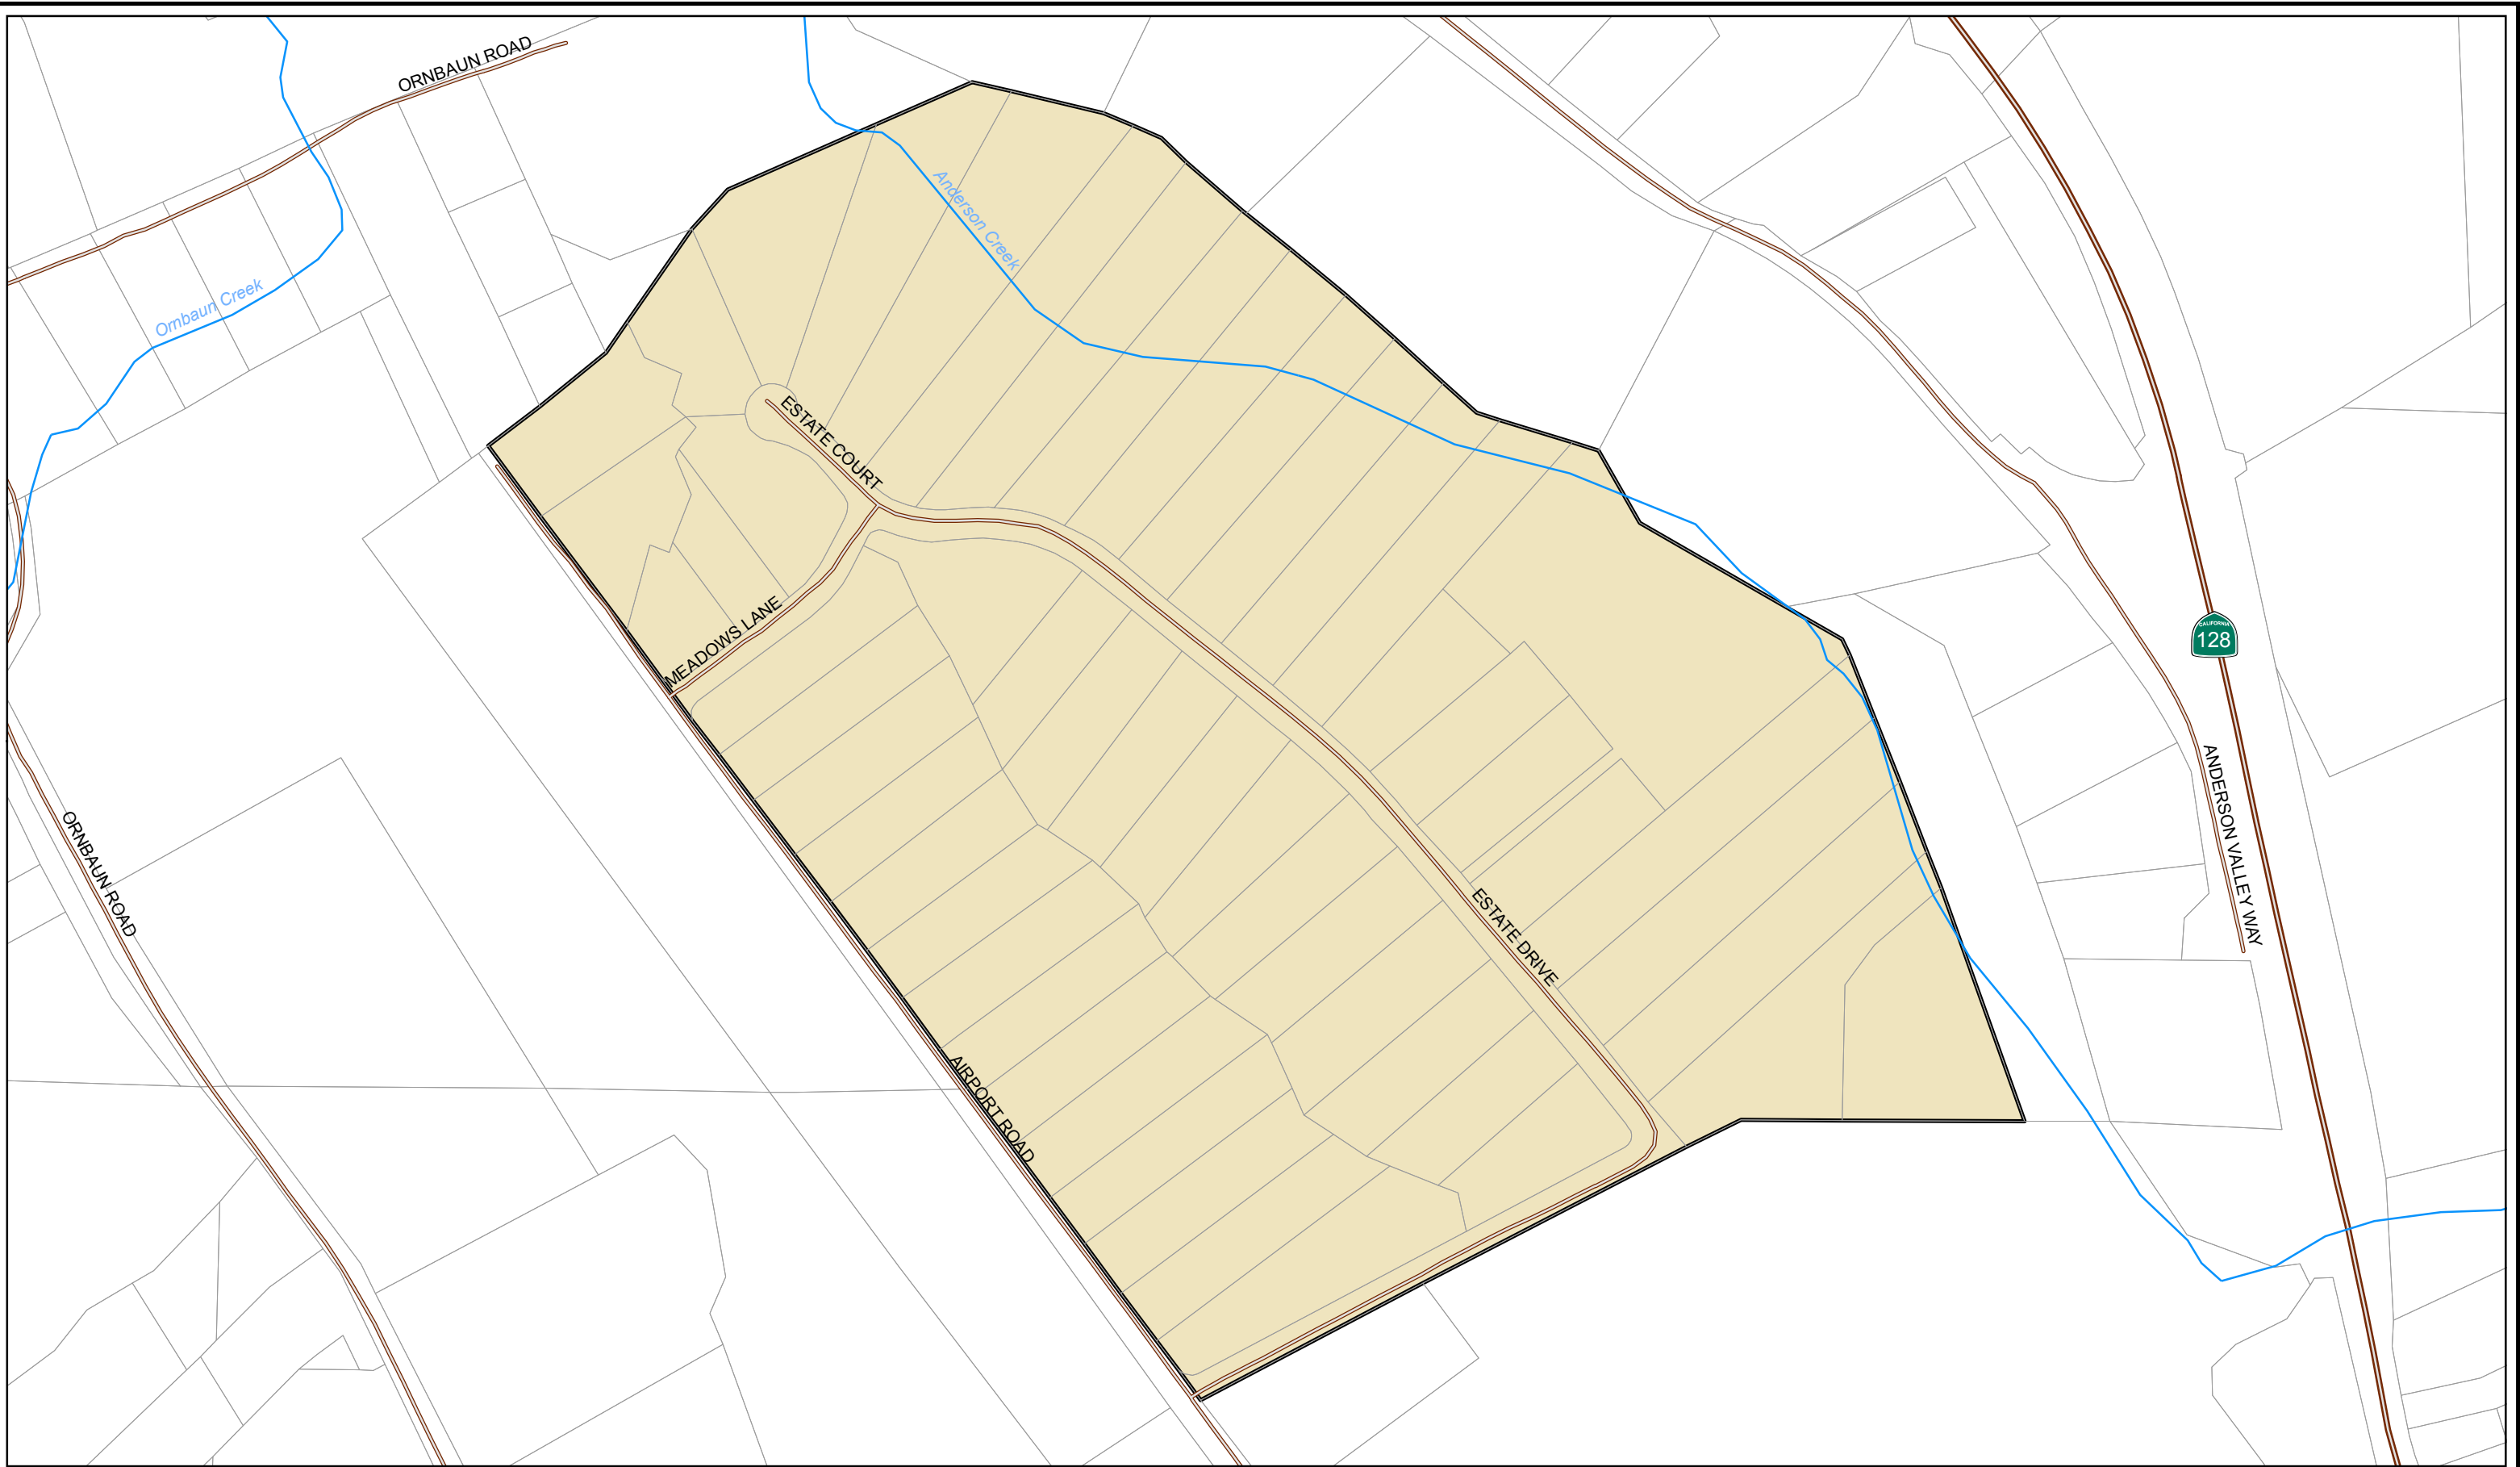 ORNBAUN ROAD
Anderson Creek
Ornbaun Creek
ESTATE COURT
MEADOWS LANE
CALIFORNIA
128
ANDERSON VALLEY WAY
ORNBAUN ROAD
ESTATE DRIVE
AIRPORT ROAD